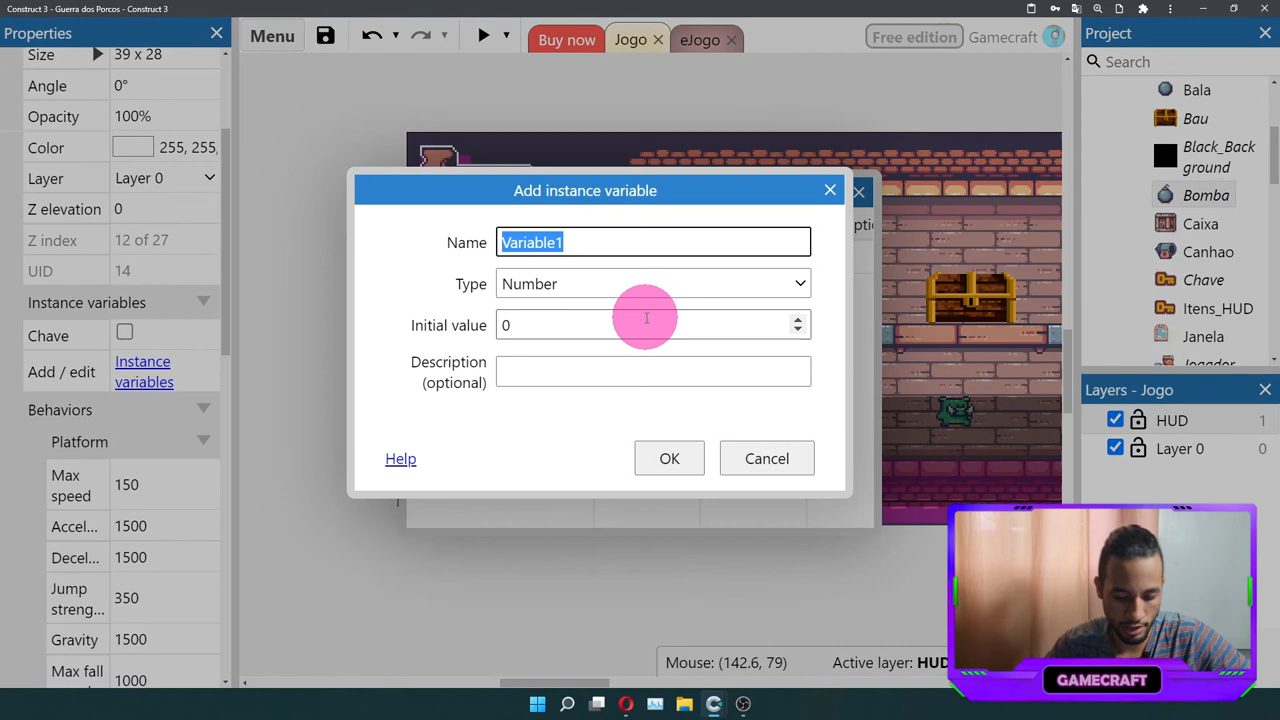 Construct 3 - Guerra dos Porcos - Construct 3
Properties
Menu
Buy now
Jogo
eJogo
Free edition
Gamecraft
Project
Size
39 x 28
Angle
0°
Opacity
100%
Color
255, 255,
Layer
Layer 0
Z elevation
0
Z index
12 of 27
UID
14
Instance variables
Chave
Add / edit
Instance
variables
Behaviors
Platform
Max
speed
150
Accel...
1500
Decel...
1500
Jump
streng...
350
Gravity
1500
Max fall
1000
Add instance variable
Name
Variable1
Type
Number
Initial value
0
Description
(optional)
Help
OK
Cancel
Mouse: (142.6, 79)
Active layer: HUD
Search
Bala
Bau
Black_Back
ground
Bomba
Caixa
Canhao
Chave
Itens_HUD
Janela
Jogador
Layers - Jogo
HUD
1
Layer 0
0
GAMECRAFT